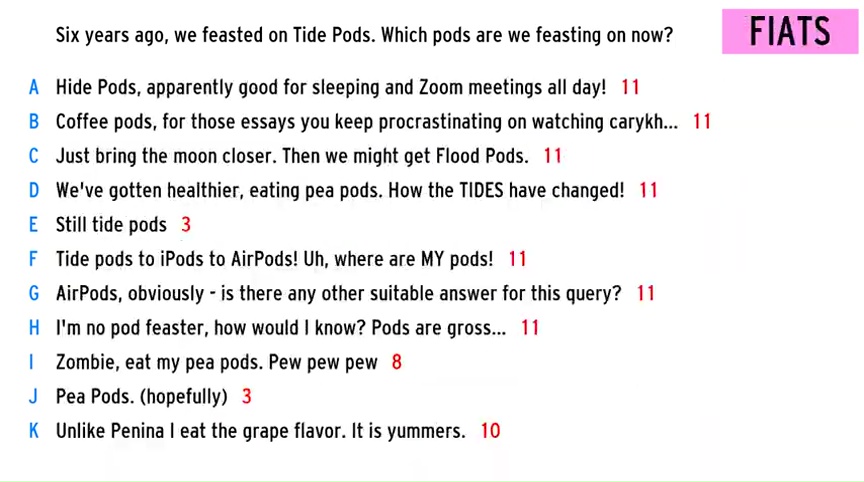 Six years ago, we feasted on Tide Pods. Which pods are we feasting on now?
FIATS
A Hide Pods, apparently good for sleeping and Zoom meetings all day! 11
B Coffee pods, for those essays you keep procrastinating on watching carykh... 11
C Just bring the moon closer. Then we might get Flood Pods. 11
D We've gotten healthier, eating pea pods. How the TIDES have changed! 11
E Still tide pods 3
F Tide pods to iPods to AirPods! Uh, where are MY pods! 11
G AirPods, obviously - is there any other suitable answer for this query? 11
H I'm no pod feaster, how would I know? Pods are gross... 11
I Zombie, eat my pea pods. Pew pew pew 8
J Pea Pods. (hopefully) 3
K Unlike Penina I eat the grape flavor. It is yummers. 10